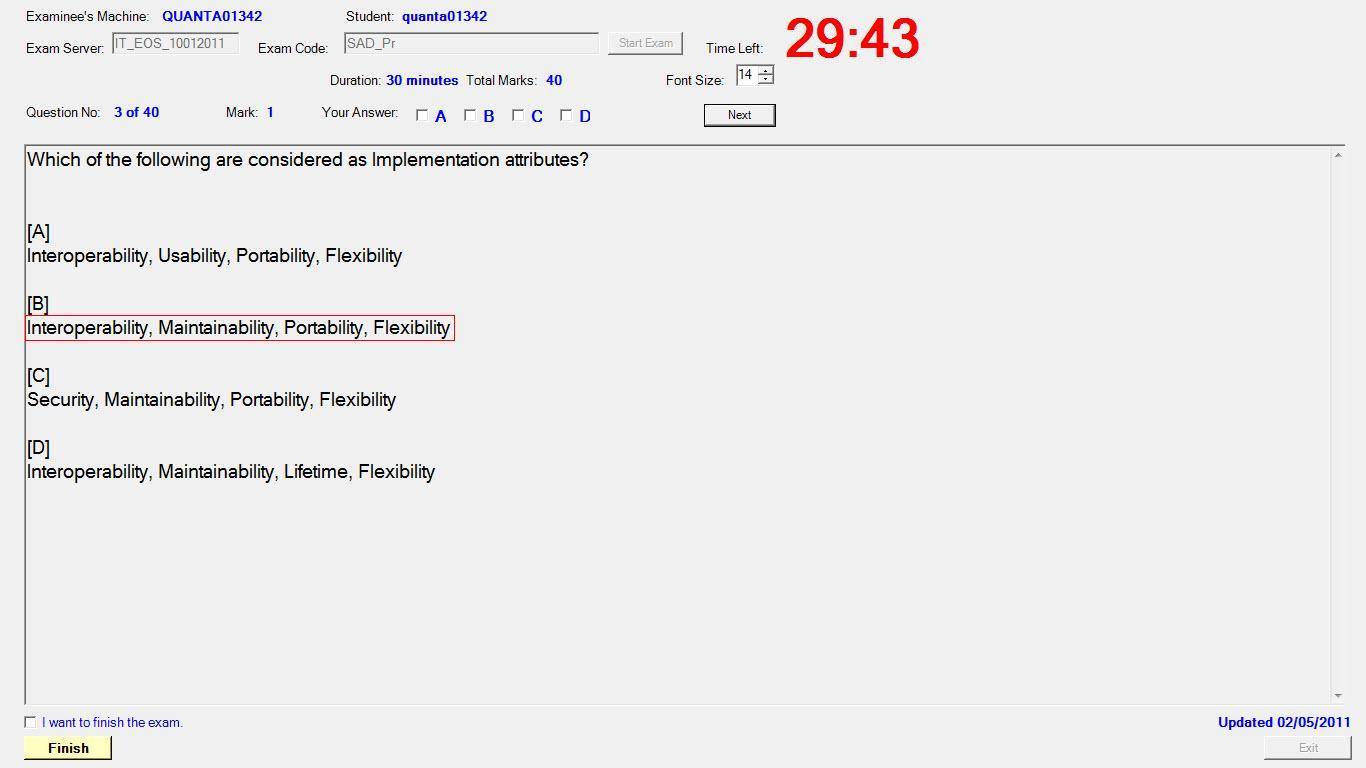 Examinee's Machine: QUANTA01342 Student: quanta01342
Exam Server: IT_EOS_10012011 Exam Code: SAD_Pr Start Exam Time Left: 29:43
Duration: 30 minutes Total Marks: 40 Font Size: 14
Question No: 3 of 40 Mark: 1 Your Answer: A B C D Next
Which of the following are considered as Implementation attributes?
[A]
Interoperability, Usability, Portability, Flexibility
[B]
Interoperability, Maintainability, Portability, Flexibility
[C]
Security, Maintainability, Portability, Flexibility
[D]
Interoperability, Maintainability, Lifetime, Flexibility
I want to finish the exam. Updated 02/05/2011
Finish Exit